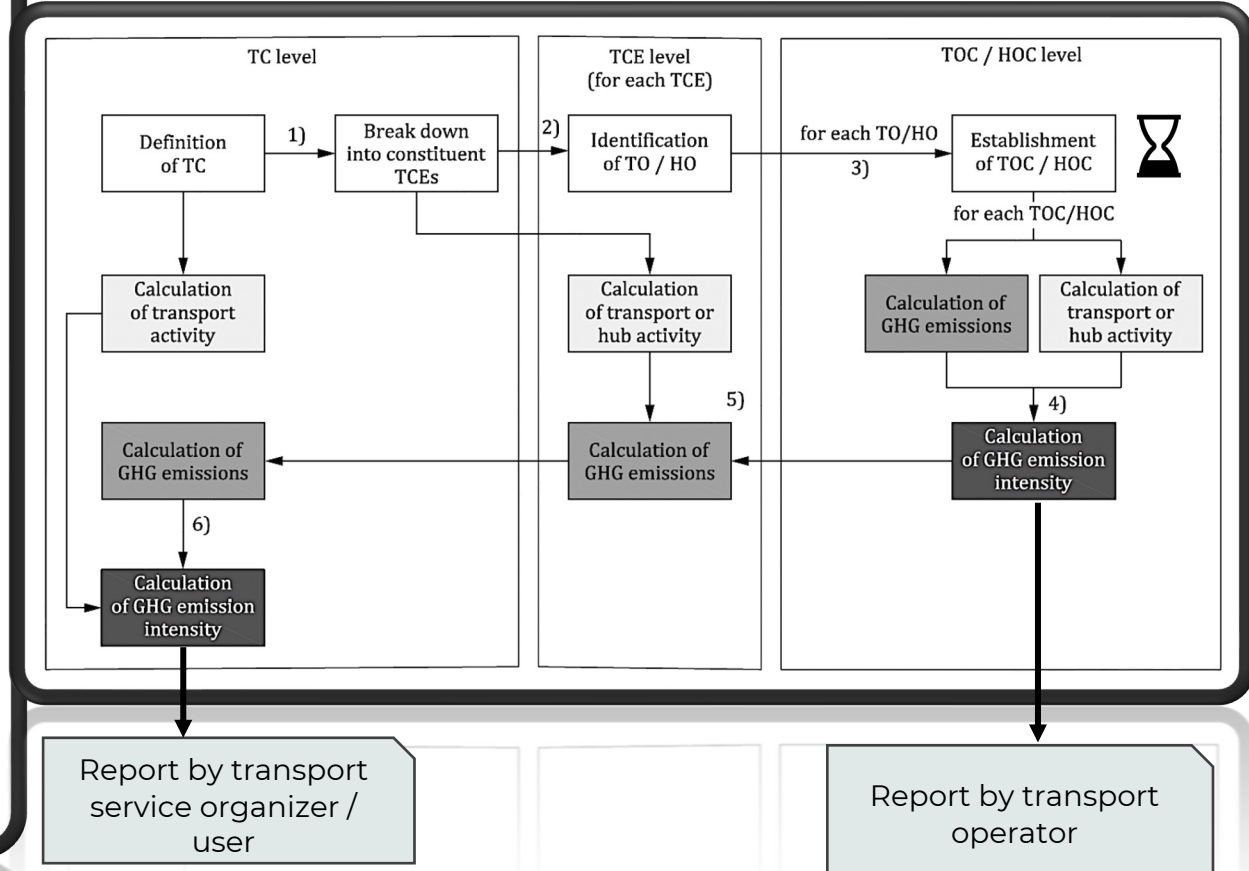 TC level
TCE level
(for each TCE)
TOC / HOC level
Definition
of TC
1)
Break down
into constituent
TCEs
2)
Identification
of TO / HO
for each TO/HO
3)
Establishment
of TOC / HOC
for each TOC/HOC
Calculation
of transport
activity
Calculation
of transport or
hub activity
Calculation of
GHG emissions
Calculation of
transport or
hub activity
5)
4)
Calculation of
GHG emissions
Calculation of
GHG emissions
Calculation
of GHG emission
intensity
6)
Calculation
of GHG emission
intensity
Report by transport
service organizer /
user
Report by transport
operator